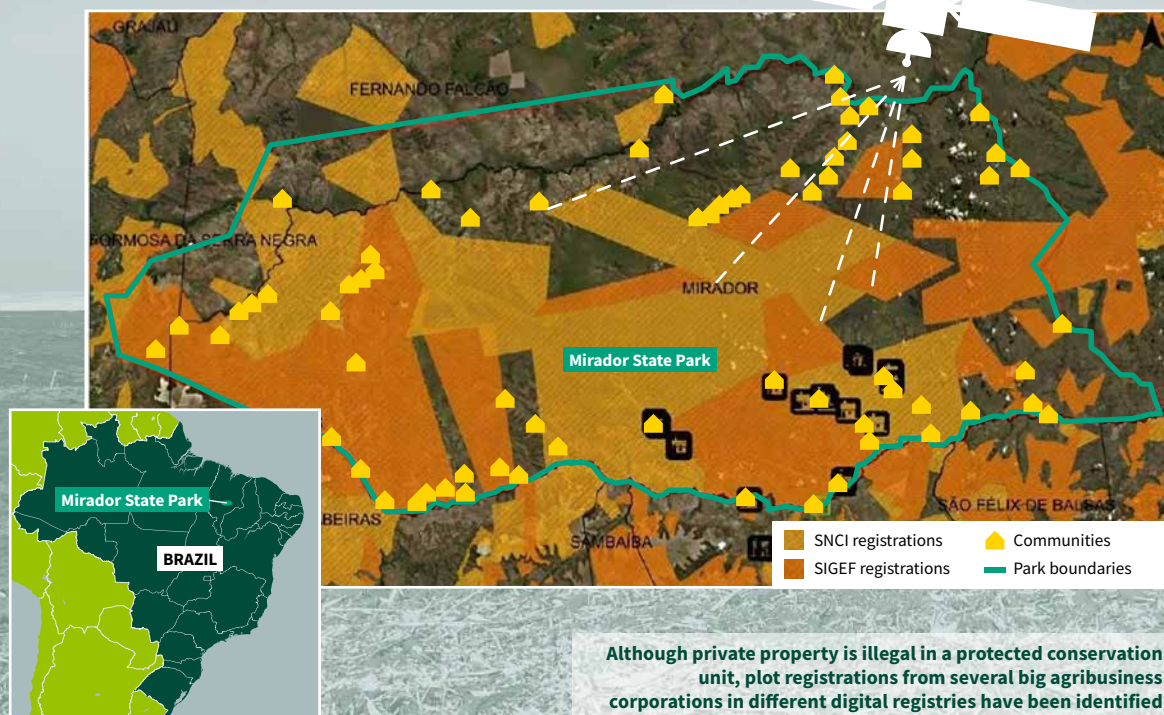 GRAJAÚ
FERNANDO FALCÃO
FORMOSA DA SERRA NEGRA
MIRADOR
Mirador State Park
Mirador State Park
BRAZIL
BEIRAS
SAMBAÍBA
SÃO FÉLIX DE BALSAS
SNCI registrations
Communities
SIGEF registrations
Park boundaries
Although private property is illegal in a protected conservation
unit, plot registrations from several big agribusiness
corporations in different digital registries have been identified